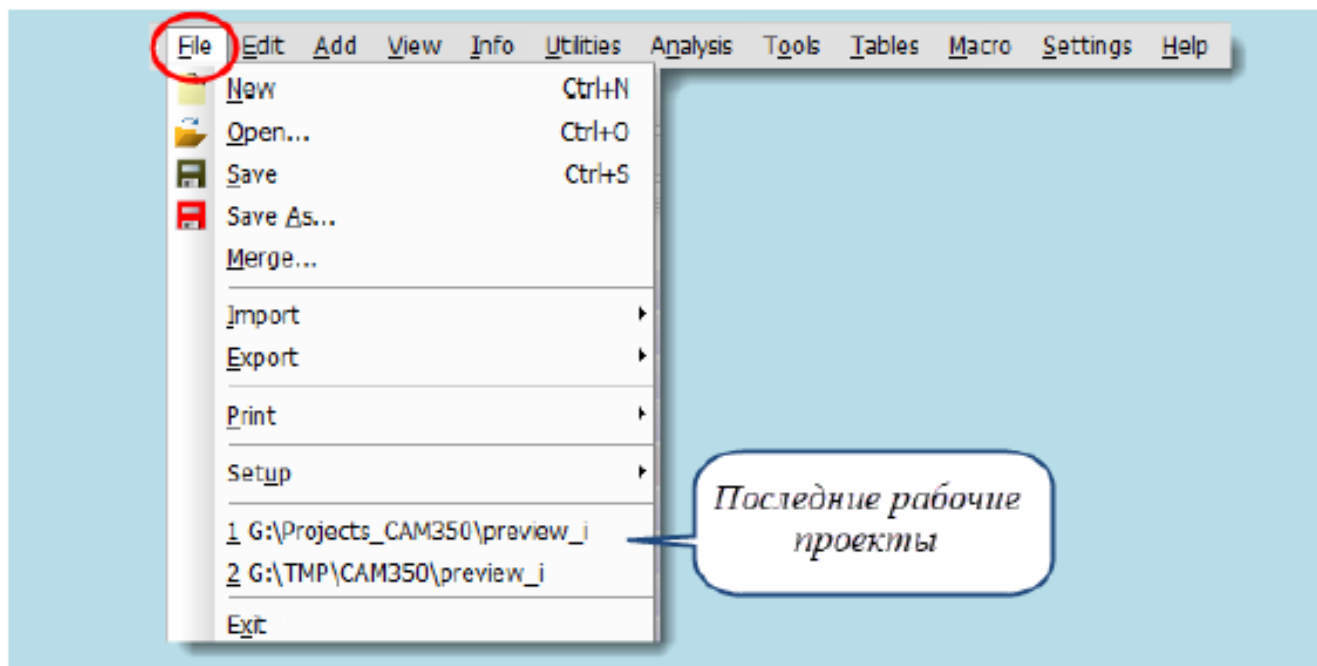 File Edit Add View Info Utilities Analysis Tools Tables Macro Settings Help
New Ctrl+N
Open... Ctrl+O
Save Ctrl+S
Save As...
Merge...
Import
Export
Print
Setup
1 G:\Projects_CAM350\preview_i
2 G:\TMP\CAM350\preview_i
Exit
Последние рабочие
проекты